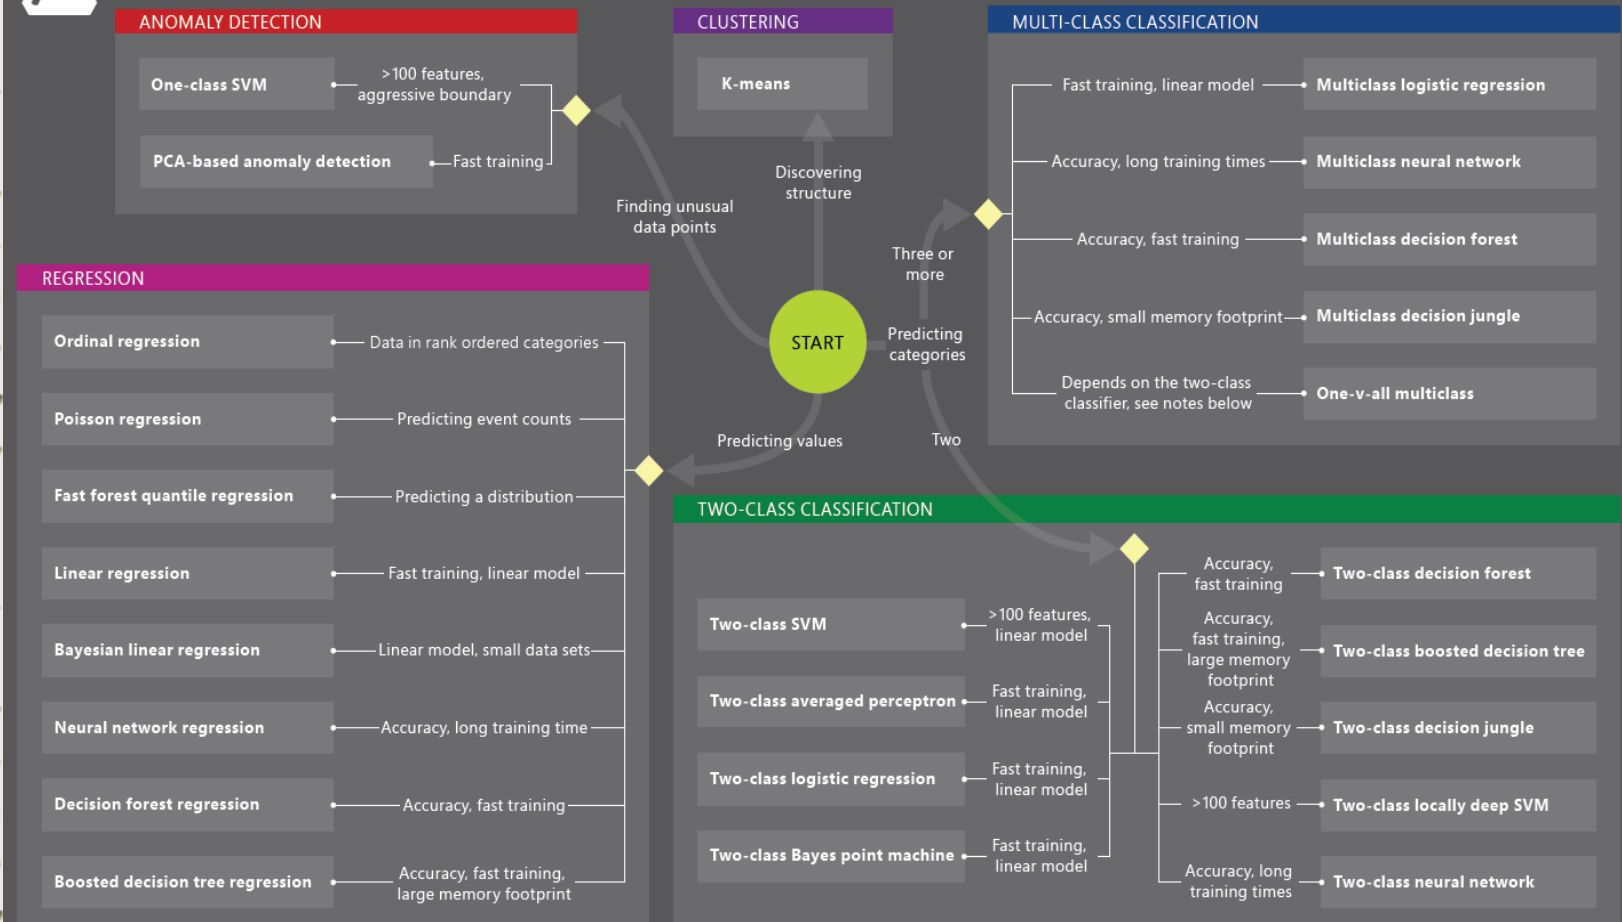 ANOMALY DETECTION
One-class SVM
>100 features,
aggressive boundary
PCA-based anomaly detection
Fast training
CLUSTERING
K-means
MULTI-CLASS CLASSIFICATION
Fast training, linear model
Multiclass logistic regression
Accuracy, long training times
Multiclass neural network
Accuracy, fast training
Multiclass decision forest
Accuracy, small memory footprint
Multiclass decision jungle
Depends on the two-class
classifier, see notes below
One-v-all multiclass
Discovering
structure
Finding unusual
data points
Three or
more
START
Predicting
categories
Predicting values
Two
REGRESSION
Ordinal regression
Data in rank ordered categories
Poisson regression
Predicting event counts
Fast forest quantile regression
Predicting a distribution
Linear regression
Fast training, linear model
Bayesian linear regression
Linear model, small data sets
Neural network regression
Accuracy, long training time
Decision forest regression
Accuracy, fast training
Boosted decision tree regression
Accuracy, fast training,
large memory footprint
TWO-CLASS CLASSIFICATION
Two-class SVM
>100 features,
linear model
Two-class averaged perceptron
Fast training,
linear model
Two-class logistic regression
Fast training,
linear model
Two-class Bayes point machine
Fast training,
linear model
Accuracy,
fast training
Two-class decision forest
Accuracy,
fast training,
large memory
footprint
Two-class boosted decision tree
Accuracy,
small memory
footprint
Two-class decision jungle
>100 features
Two-class locally deep SVM
Accuracy, long
training times
Two-class neural network